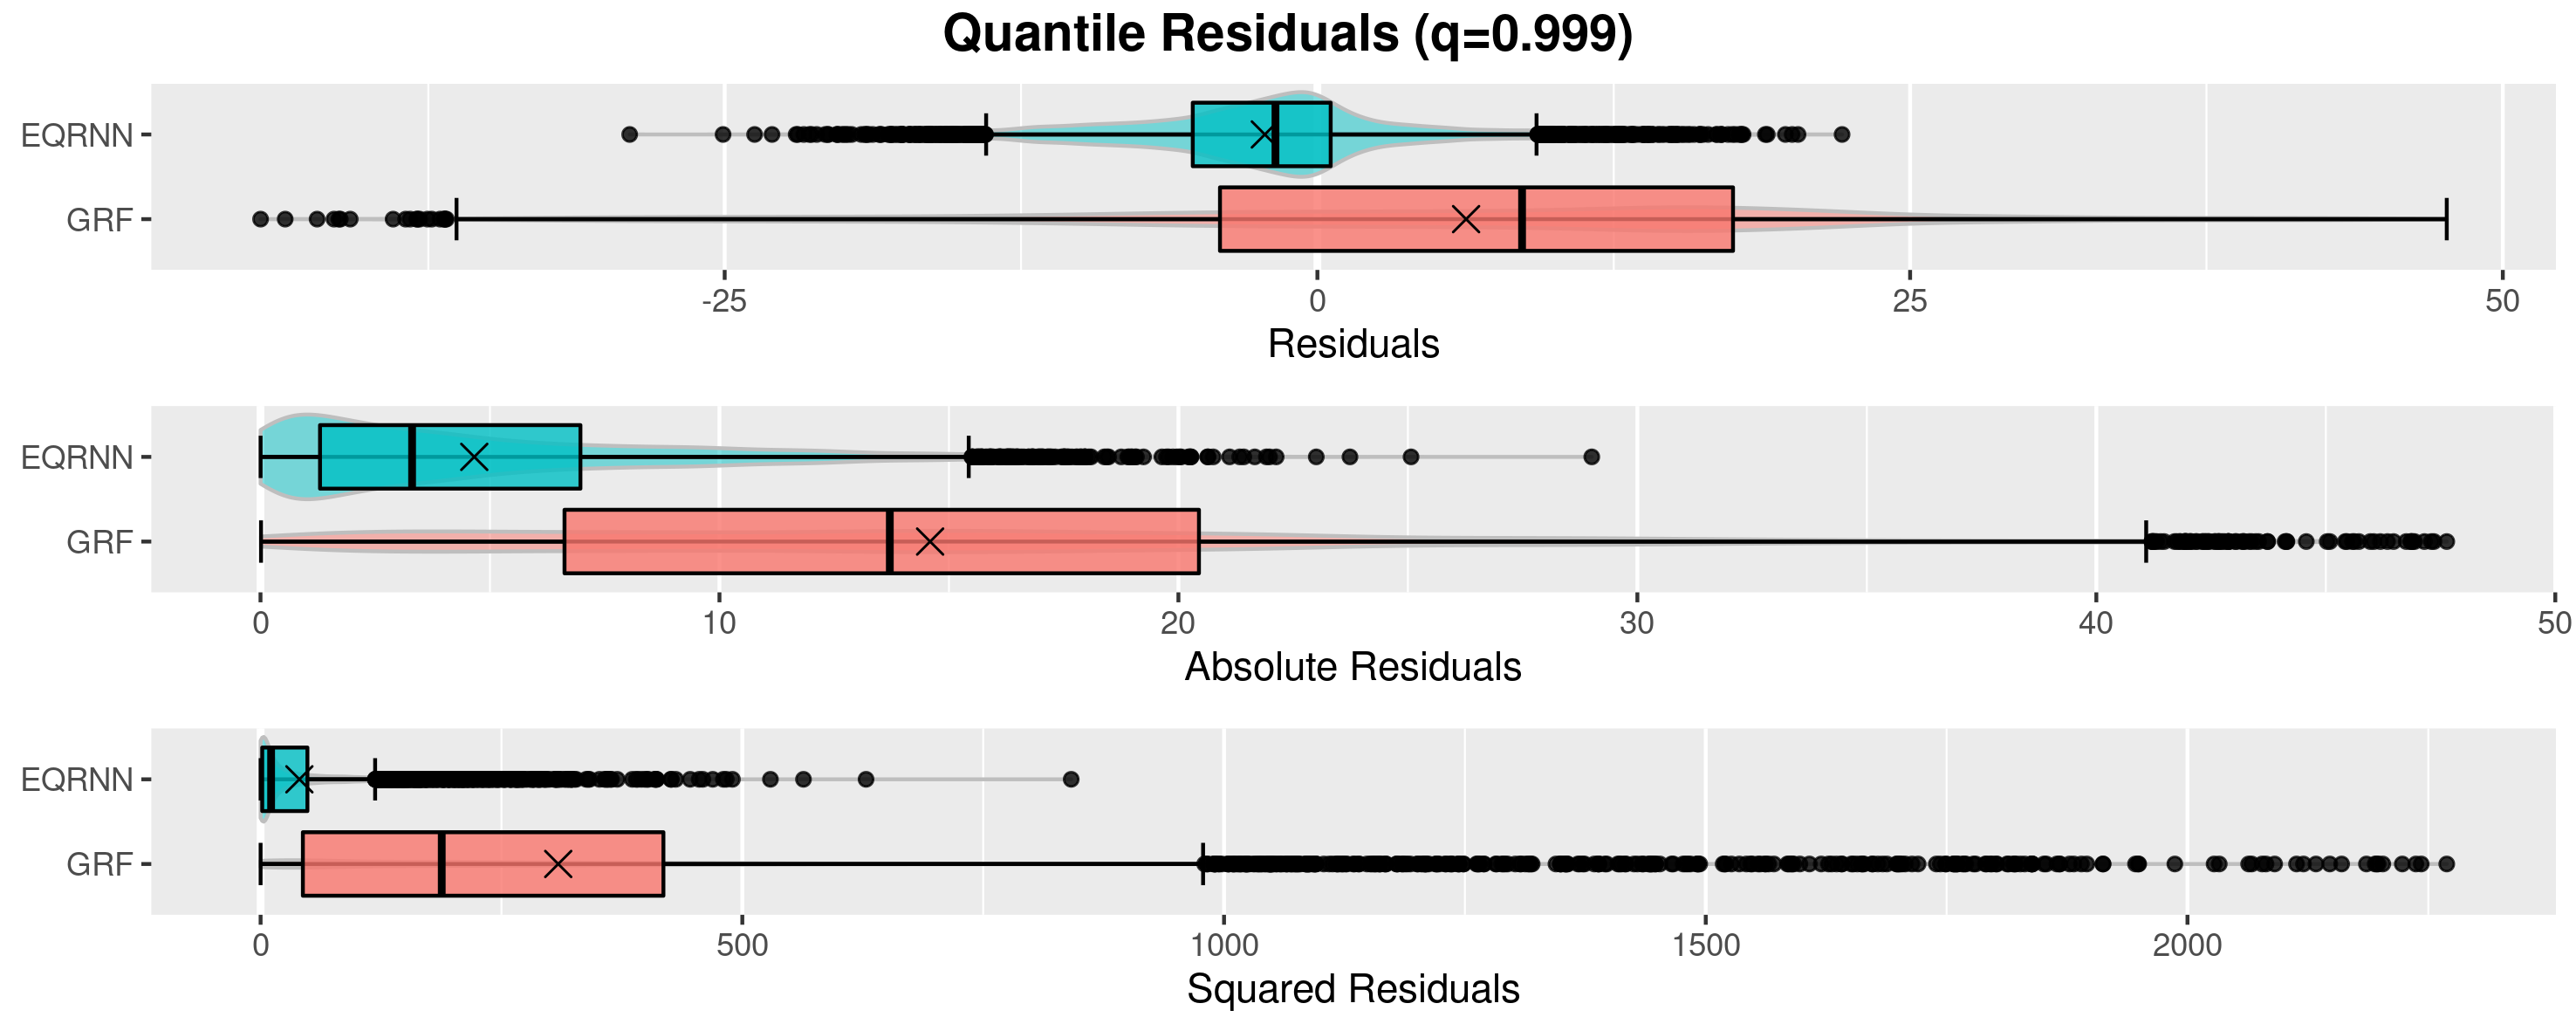 Quantile Residuals (q=0.999)
EQRNN
GRF
-25 0 25 50
Residuals
EQRNN
GRF
0 10 20 30 40 50
Absolute Residuals
EQRNN
GRF
0 500 1000 1500 2000
Squared Residuals